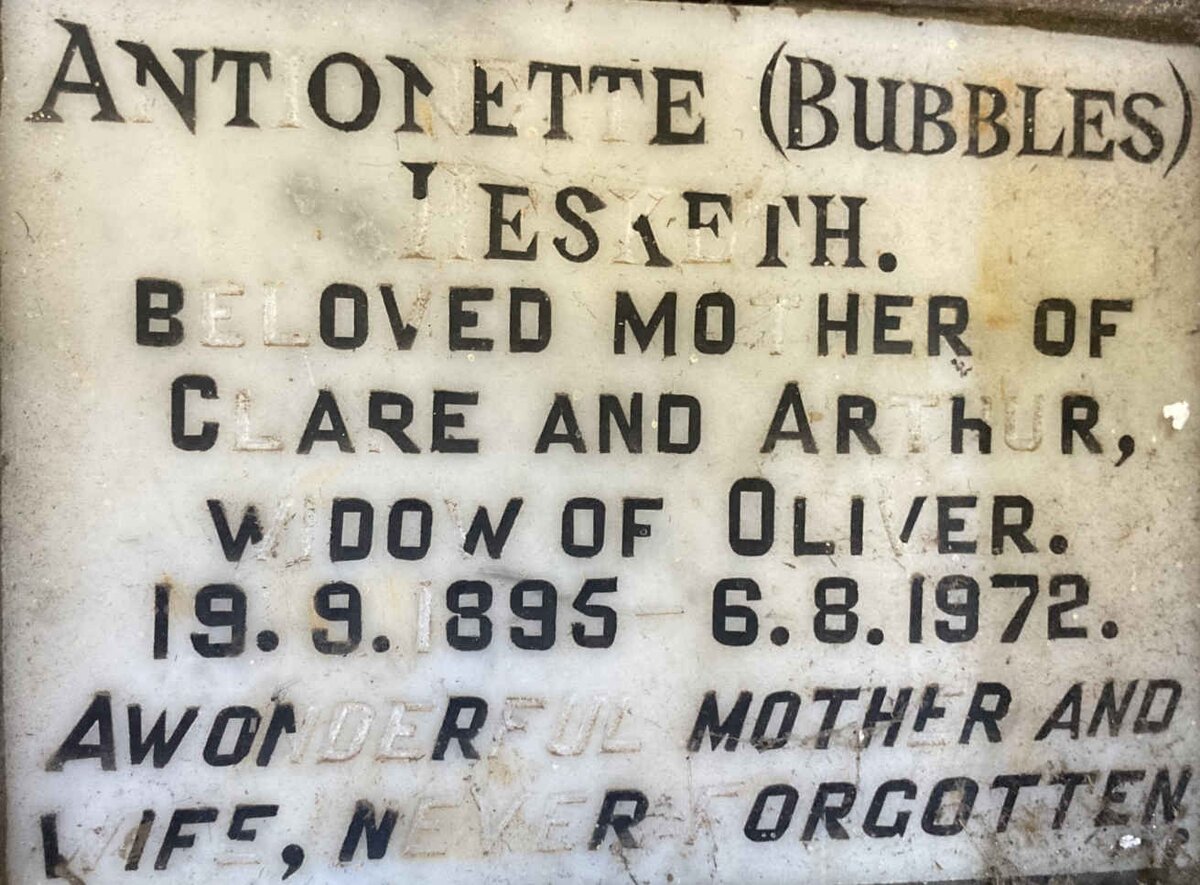 ANTIONETTE (BUBBLES)
HESKETH.
BELOVED MOTHER OF
CLARE AND ARTHUR,
WIDOW OF OLIVER.
19.9.1895 - 6.8.1972.
A WONDERFUL MOTHER AND
WIFE, NEVER FORGOTTEN,